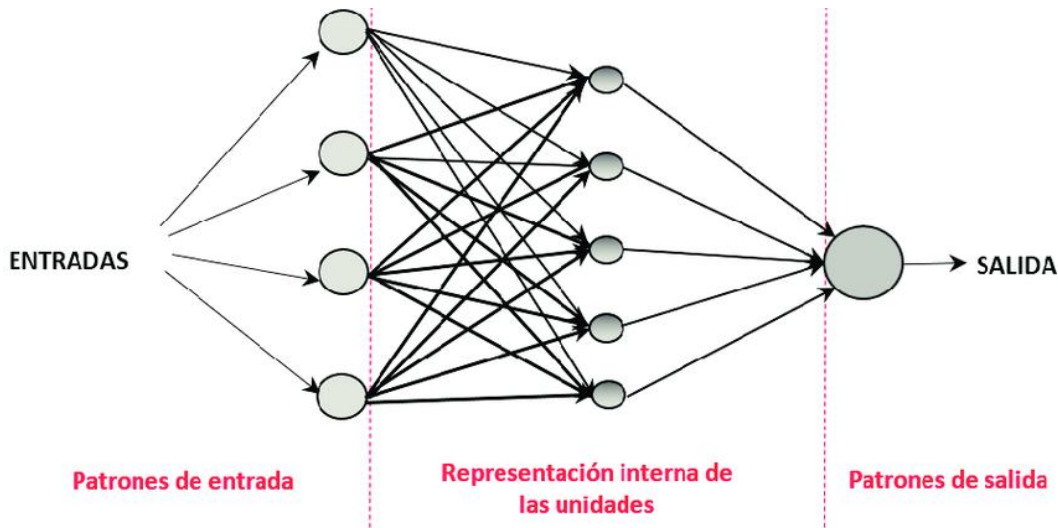 ENTRADAS
SALIDA
Patrones de entrada
Representación interna de
las unidades
Patrones de salida